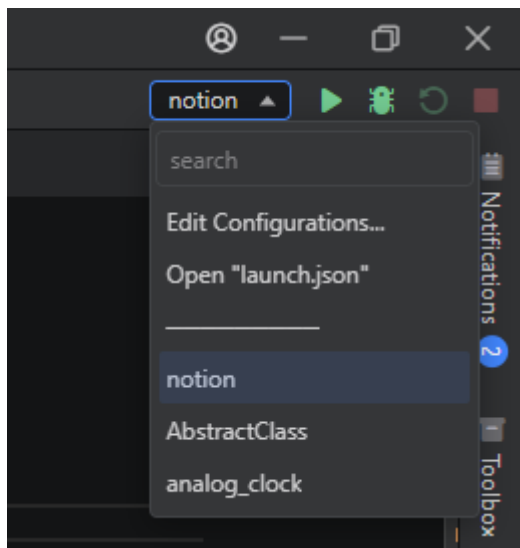 notion
search
Edit Configurations...
Open "launch.json"
notion
AbstractClass
analog_clock
Notifications
2
Toolbox